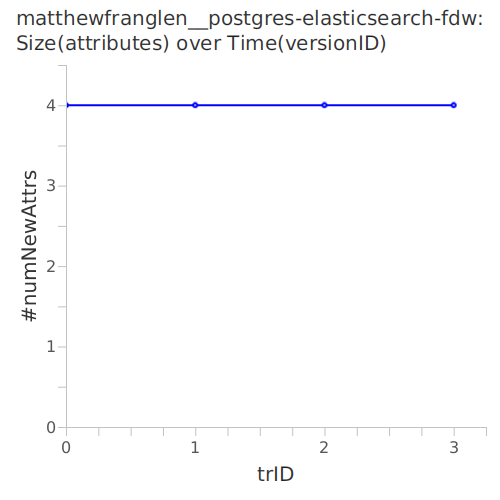 matthewfranglen__postgres-elasticsearch-fdw:
Size(attributes) over Time(versionID)
#numNewAttrs
4
3
2
1
0
0 1 2 3
trID